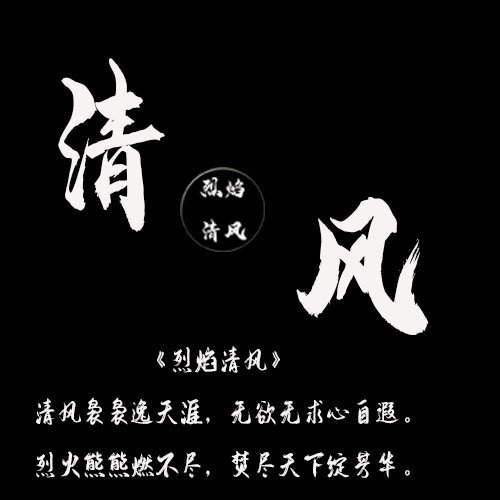 清
烈焰
清风
风
《烈焰清风》
清风袅袅逸天涯，无欲无求心自遐。
烈火熊熊燃不尽，焚尽天下绽芳华。